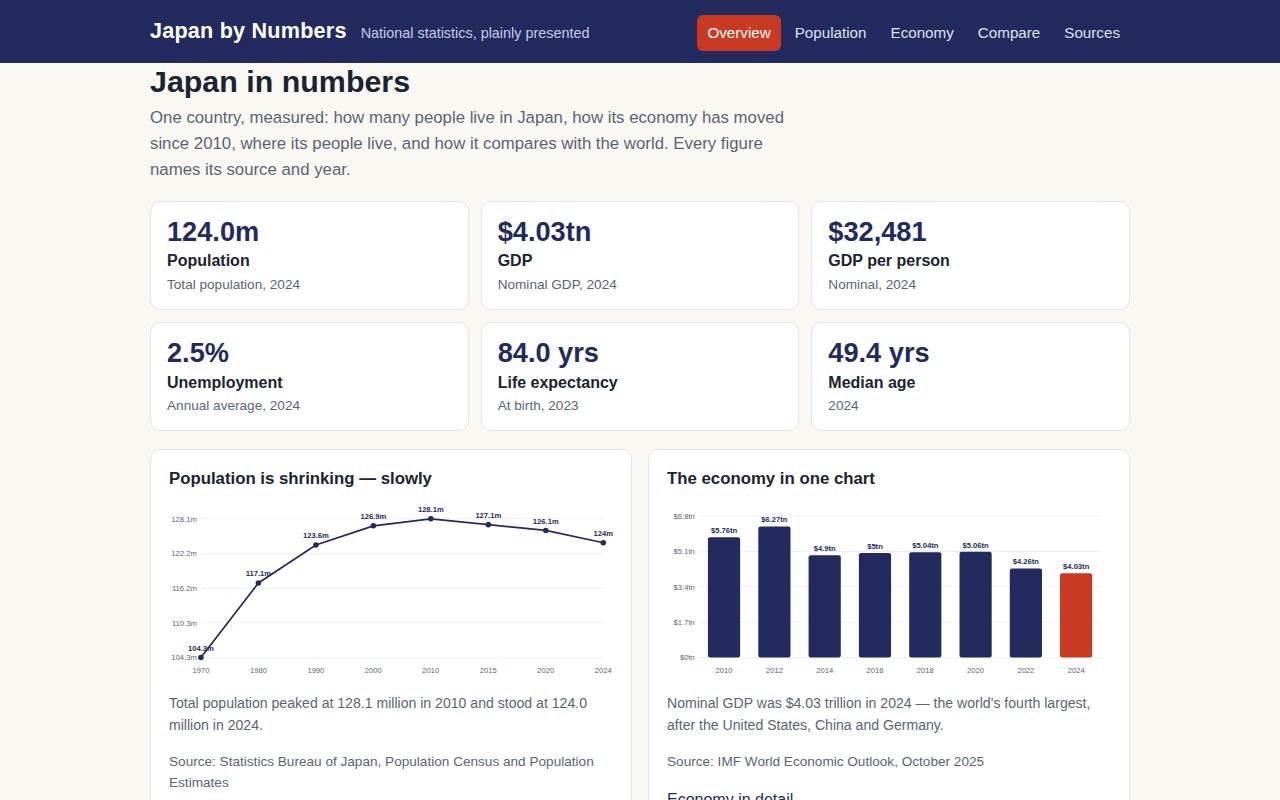 Japan by Numbers National statistics, plainly presented Overview Population Economy Compare Sources
Japan in numbers
One country, measured: how many people live in Japan, how its economy has moved
since 2010, where its people live, and how it compares with the world. Every figure
names its source and year.
124.0m
Population
Total population, 2024
$4.03tn
GDP
Nominal GDP, 2024
$32,481
GDP per person
Nominal, 2024
2.5%
Unemployment
Annual average, 2024
84.0 yrs
Life expectancy
At birth, 2023
49.4 yrs
Median age
2024
Population is shrinking — slowly
128.1m
122.2m
116.2m
110.3m
104.3m
104.3m 117.1m 123.6m 126.9m 128.1m 127.1m 126.1m 124m
1970 1980 1990 2000 2010 2015 2020 2024
Total population peaked at 128.1 million in 2010 and stood at 124.0
million in 2024.
Source: Statistics Bureau of Japan, Population Census and Population
Estimates
The economy in one chart
$6.8tn
$5.1tn
$3.4tn
$1.7tn
$0tn
$5.76tn $6.27tn $4.9tn $5tn $5.04tn $5.06tn $4.26tn $4.03tn
2010 2012 2014 2016 2018 2020 2022 2024
Nominal GDP was $4.03 trillion in 2024 — the world's fourth largest,
after the United States, China and Germany.
Source: IMF World Economic Outlook, October 2025
Economy in detail